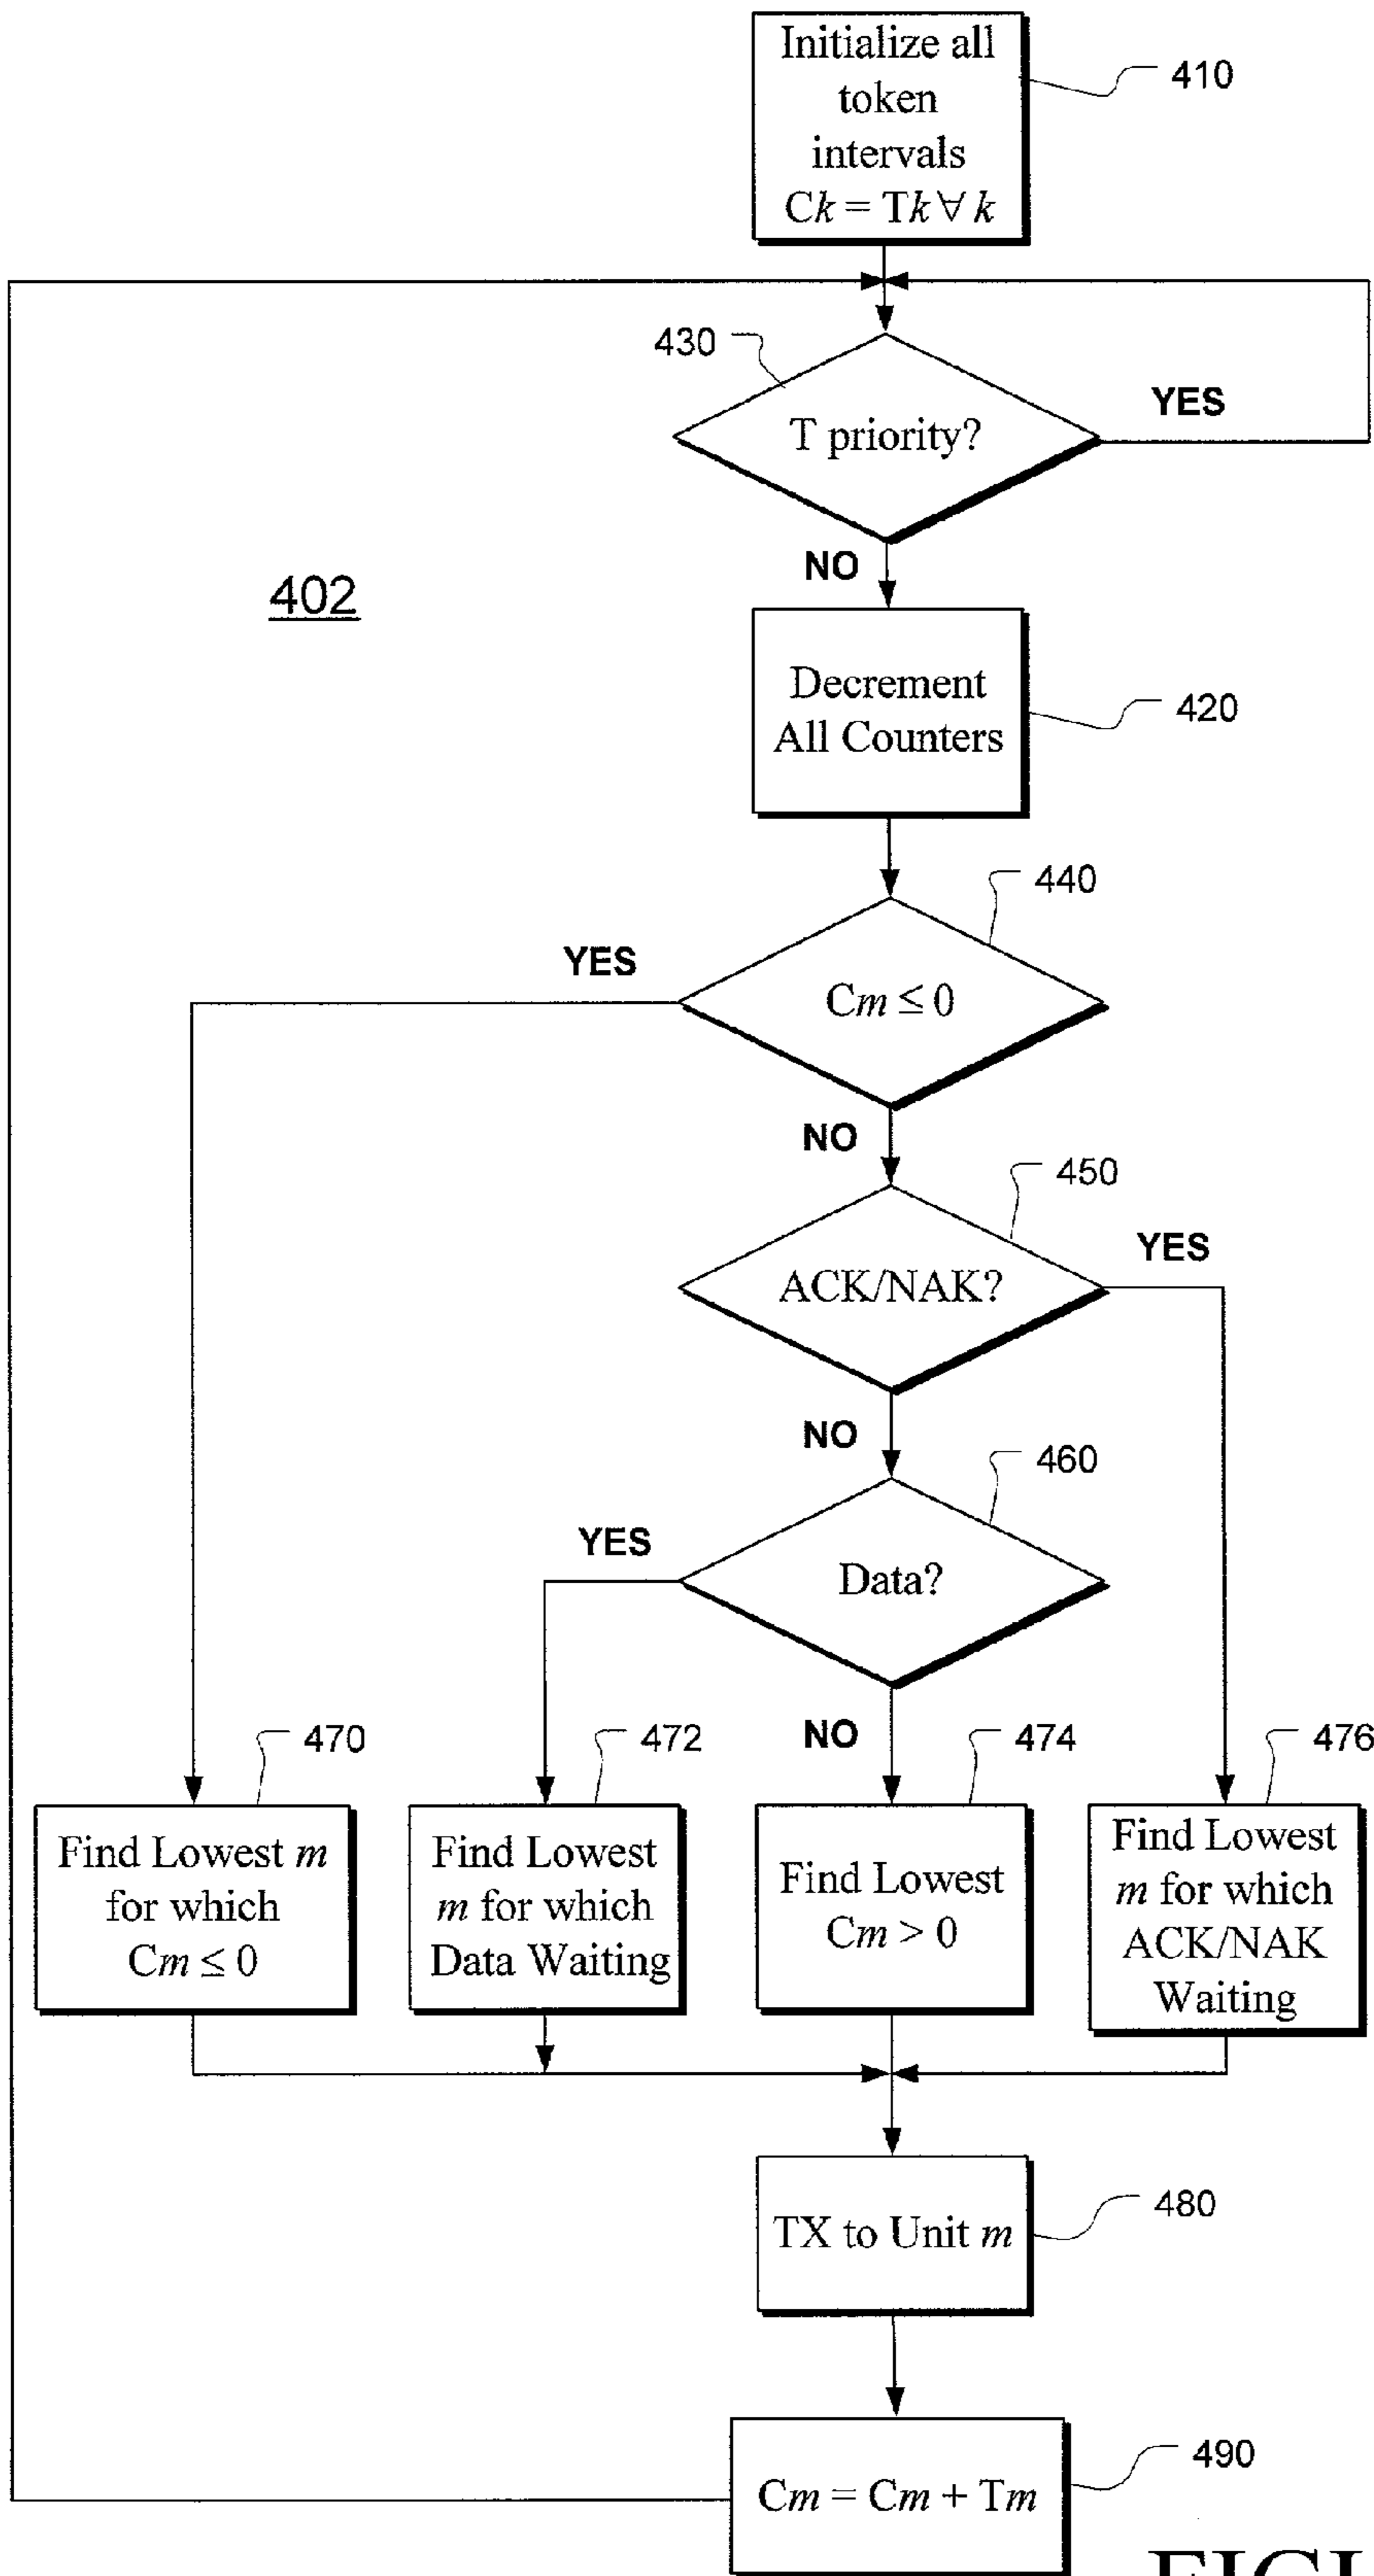 Initialize all
token
intervals
Ck = Tk ∀ k
410
430
T priority?
YES
NO
402
Decrement
All Counters
420
440
YES
Cm ≤ 0
NO
450
YES
ACK/NAK?
NO
460
YES
Data?
NO
470
472
474
476
Find Lowest m
for which
Cm ≤ 0
Find Lowest
m for which
Data Waiting
Find Lowest
Cm > 0
Find Lowest
m for which
ACK/NAK
Waiting
TX to Unit m
480
Cm = Cm + Tm
490